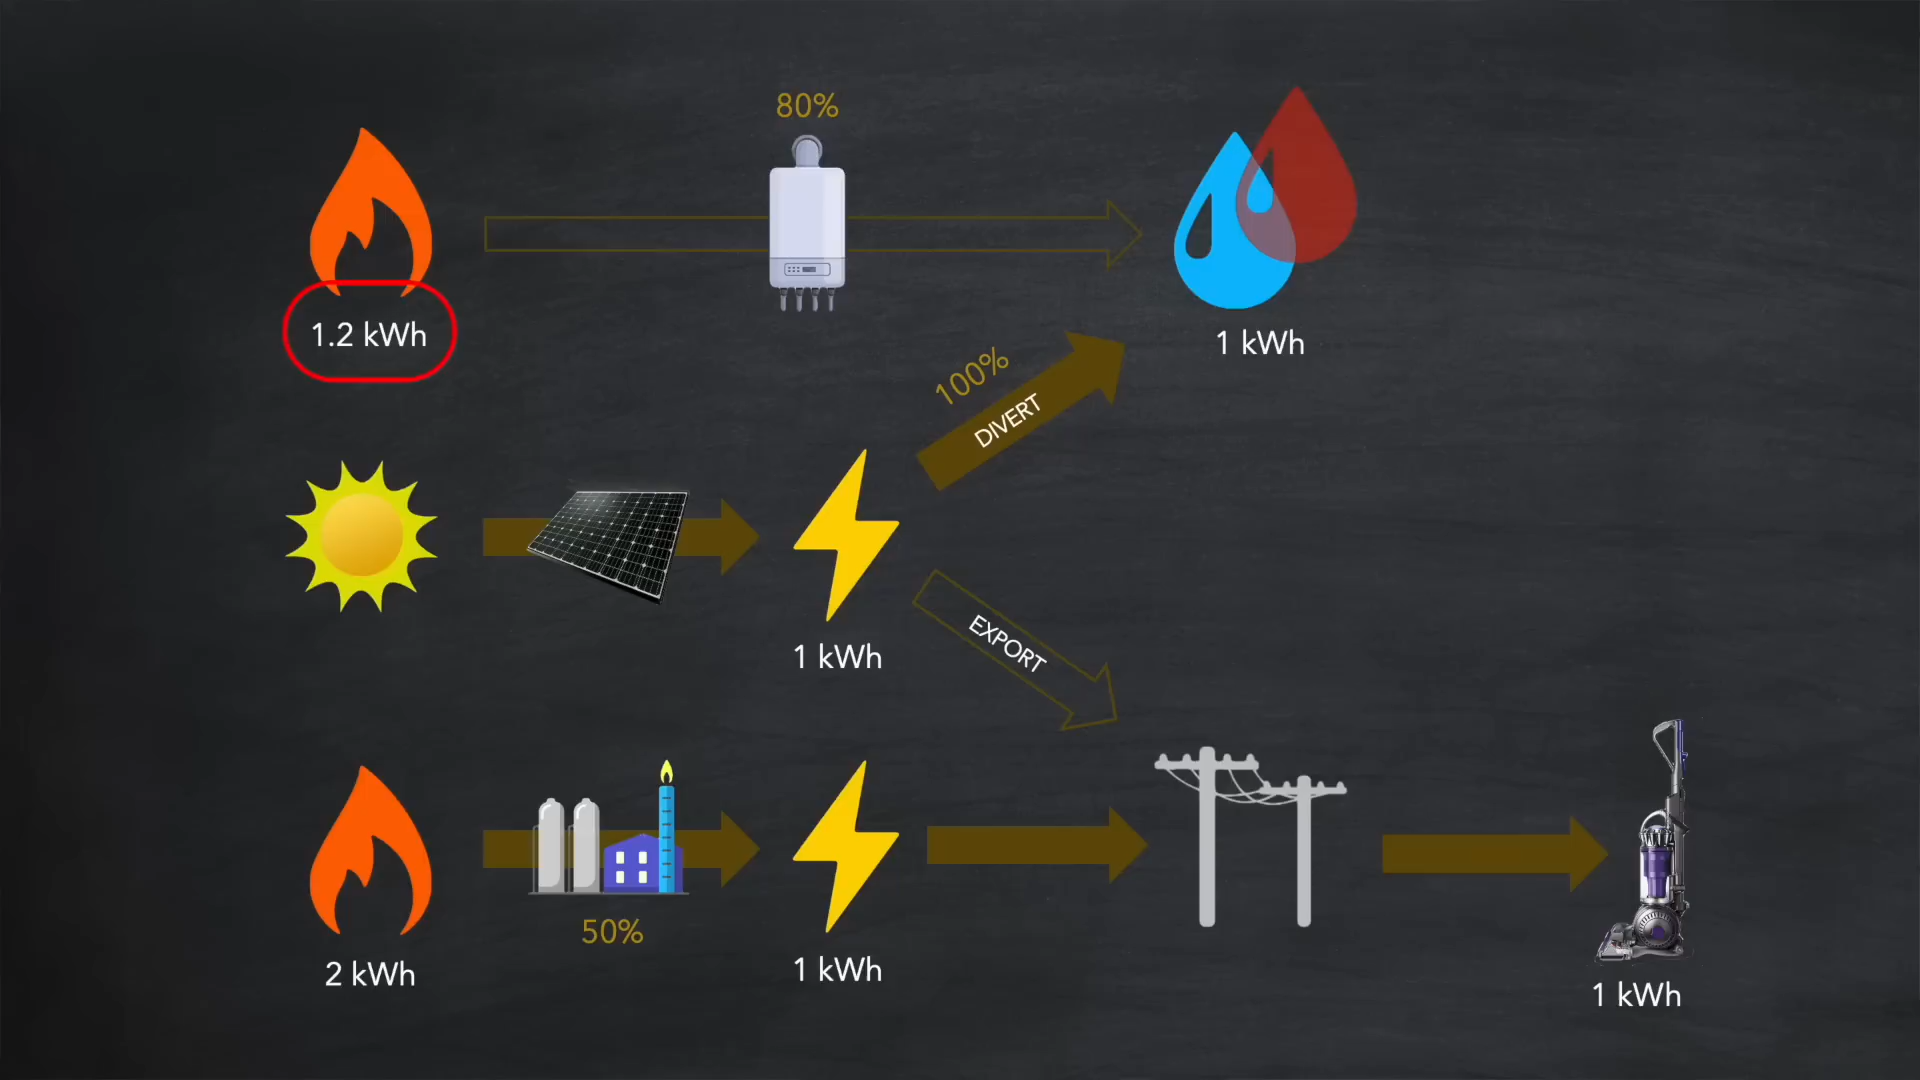 80%
1.2 kWh
1 kWh
100%
DIVERT
EXPORT
1 kWh
50%
2 kWh
1 kWh
1 kWh